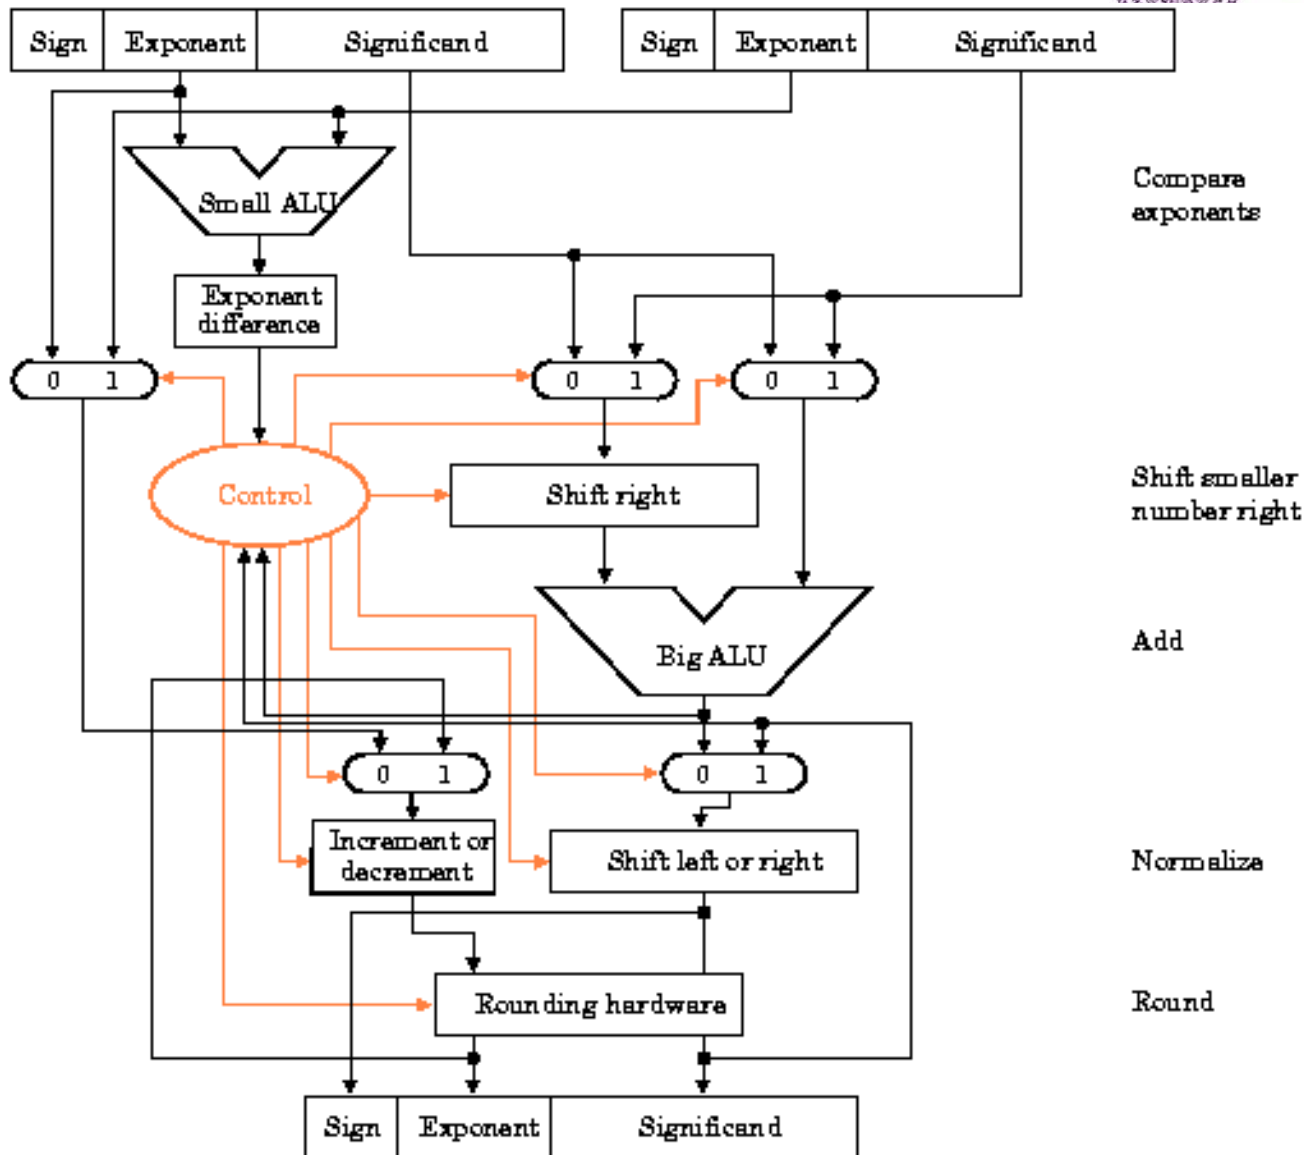 Sign Exponent Significand Sign Exponent Significand
Small ALU
Compare
exponents
Exponent
difference
0 1 0 1 0 1
Control
Shift right
Shift smaller
number right
Big ALU
Add
0 1 0 1
Increment or
decrement
Shift left or right
Normalize
Rounding hardware
Round
Sign Exponent Significand